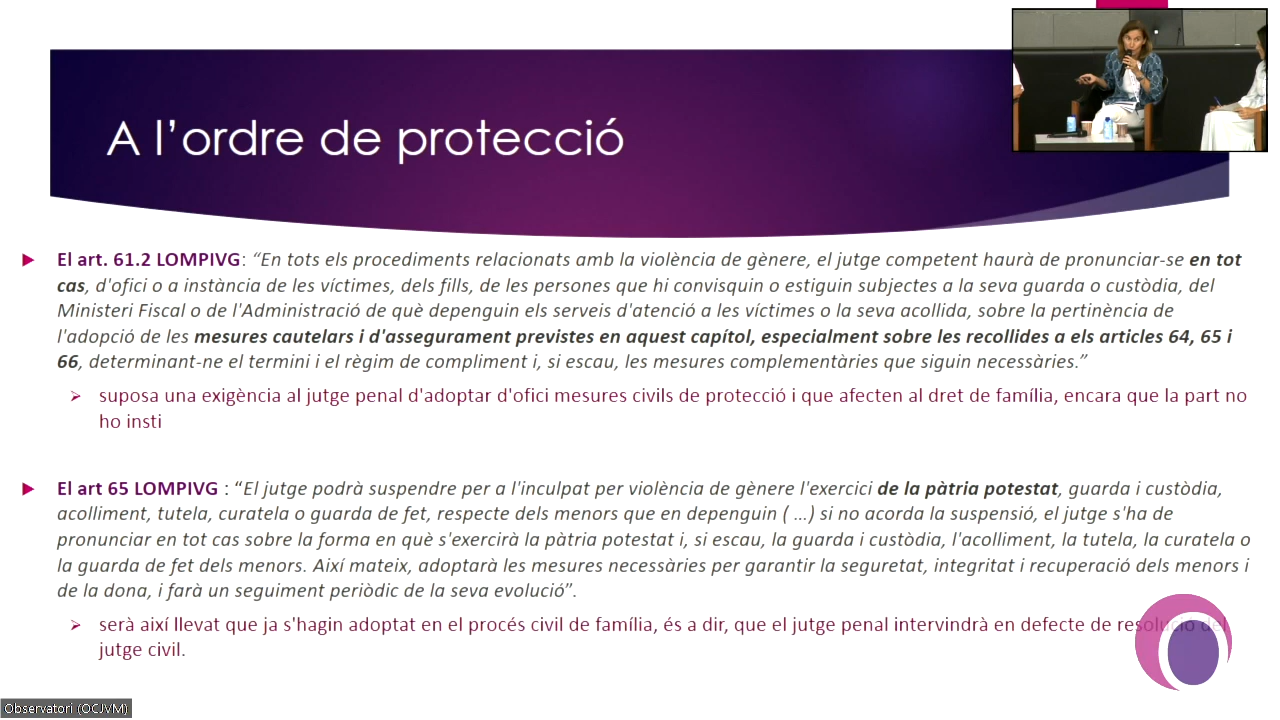 A l’ordre de protecció
El art. 61.2 LOMPIVG: “En tots els procediments relacionats amb la violència de gènere, el jutge competent haurà de pronunciar-se en tot
cas, d'ofici o a instància de les víctimes, dels fills, de les persones que hi convisquin o estiguin subjectes a la seva guarda o custòdia, del
Ministeri Fiscal o de l'Administració de què depenguin els serveis d'atenció a les víctimes o la seva acollida, sobre la pertinència de
l'adopció de les mesures cautelars i d'assegurament previstes en aquest capítol, especialment sobre les recollides a els articles 64, 65 i
66, determinant-ne el termini i el règim de compliment i, si escau, les mesures complementàries que siguin necessàries.”
suposa una exigència al jutge penal d'adoptar d'ofici mesures civils de protecció i que afecten al dret de família, encara que la part no
ho insti
El art 65 LOMPIVG : “El jutge podrà suspendre per a l'inculpat per violència de gènere l'exercici de la pàtria potestat, guarda i custòdia,
acolliment, tutela, curatela o guarda de fet, respecte dels menors que en depenguin ( …) si no acorda la suspensió, el jutge s'ha de
pronunciar en tot cas sobre la forma en què s'exercirà la pàtria potestat i, si escau, la guarda i custòdia, l'acolliment, la tutela, la curatela o
la guarda de fet dels menors. Així mateix, adoptarà les mesures necessàries per garantir la seguretat, integritat i recuperació dels menors i
de la dona, i farà un seguiment periòdic de la seva evolució”.
serà així llevat que ja s'hagin adoptat en el procés civil de família, és a dir, que el jutge penal intervindrà en defecte de resolució del
jutge civil.
Observatori (OCJVM)